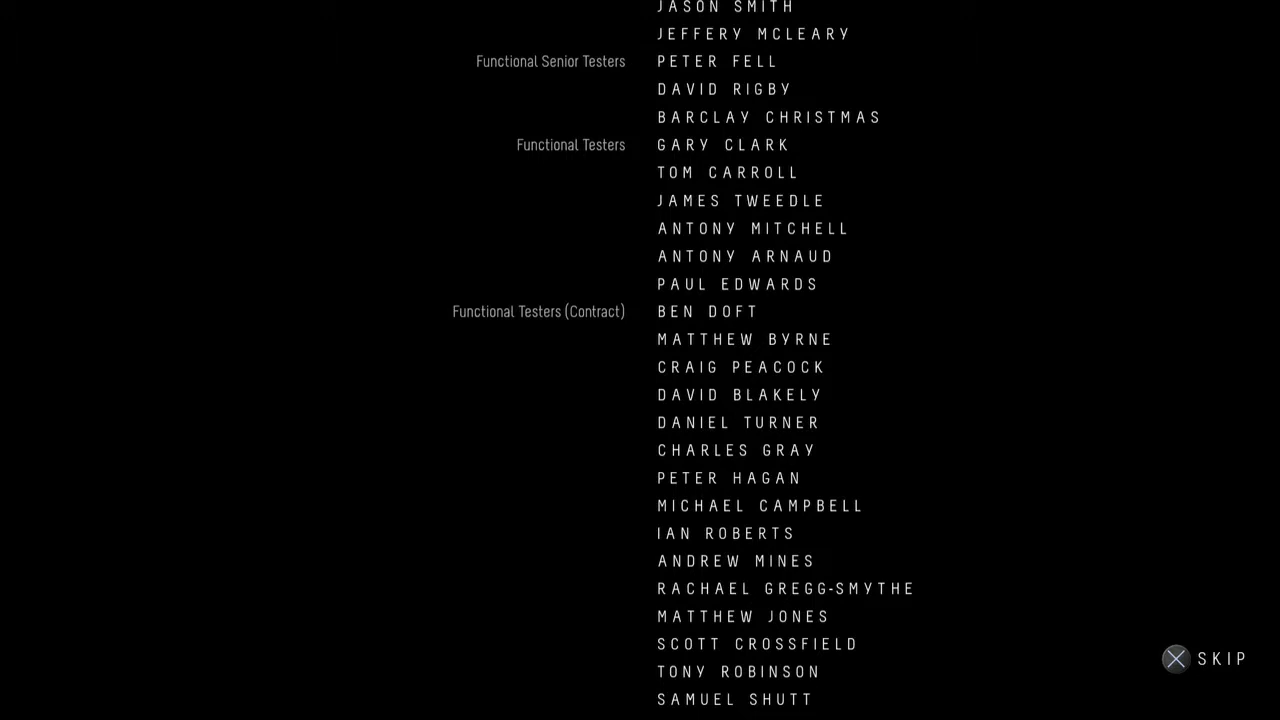 JASON SMITH
JEFFERY MCLEARY
Functional Senior Testers PETER FELL
DAVID RIGBY
BARCLAY CHRISTMAS
Functional Testers GARY CLARK
TOM CARROLL
JAMES TWEEDLE
ANTONY MITCHELL
ANTONY ARNAUD
PAUL EDWARDS
Functional Testers (Contract) BEN DOFT
MATTHEW BYRNE
CRAIG PEACOCK
DAVID BLAKELY
DANIEL TURNER
CHARLES GRAY
PETER HAGAN
MICHAEL CAMPBELL
IAN ROBERTS
ANDREW MINES
RACHAEL GREGG-SMYTHE
MATTHEW JONES
SCOTT CROSSFIELD
TONY ROBINSON
SAMUEL SHUTT
SKIP